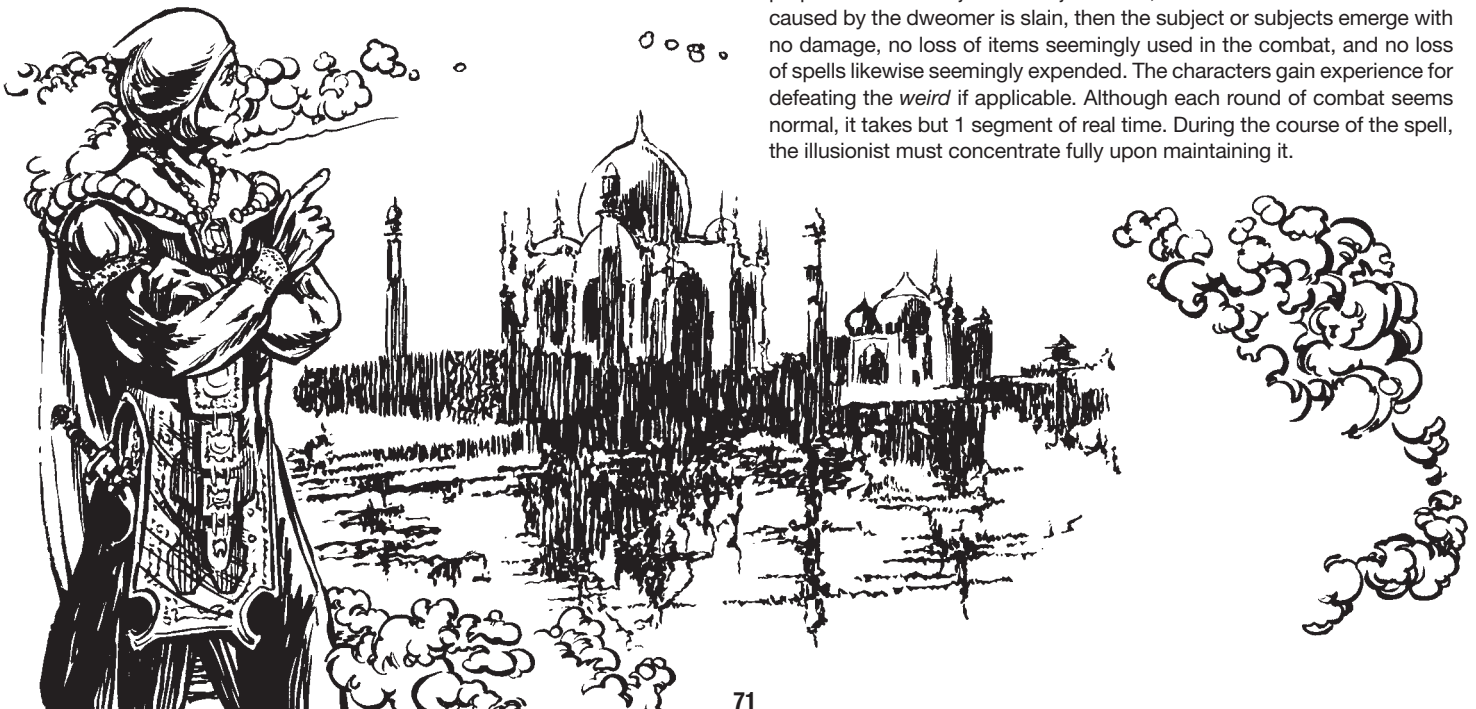 caused by the dweomer is slain, then the subject or subjects emerge with
no damage, no loss of items seemingly used in the combat, and no loss
of spells likewise seemingly expended. The characters gain experience for
defeating the weird if applicable. Although each round of combat seems
normal, it takes but 1 segment of real time. During the course of the spell,
the illusionist must concentrate fully upon maintaining it.
71